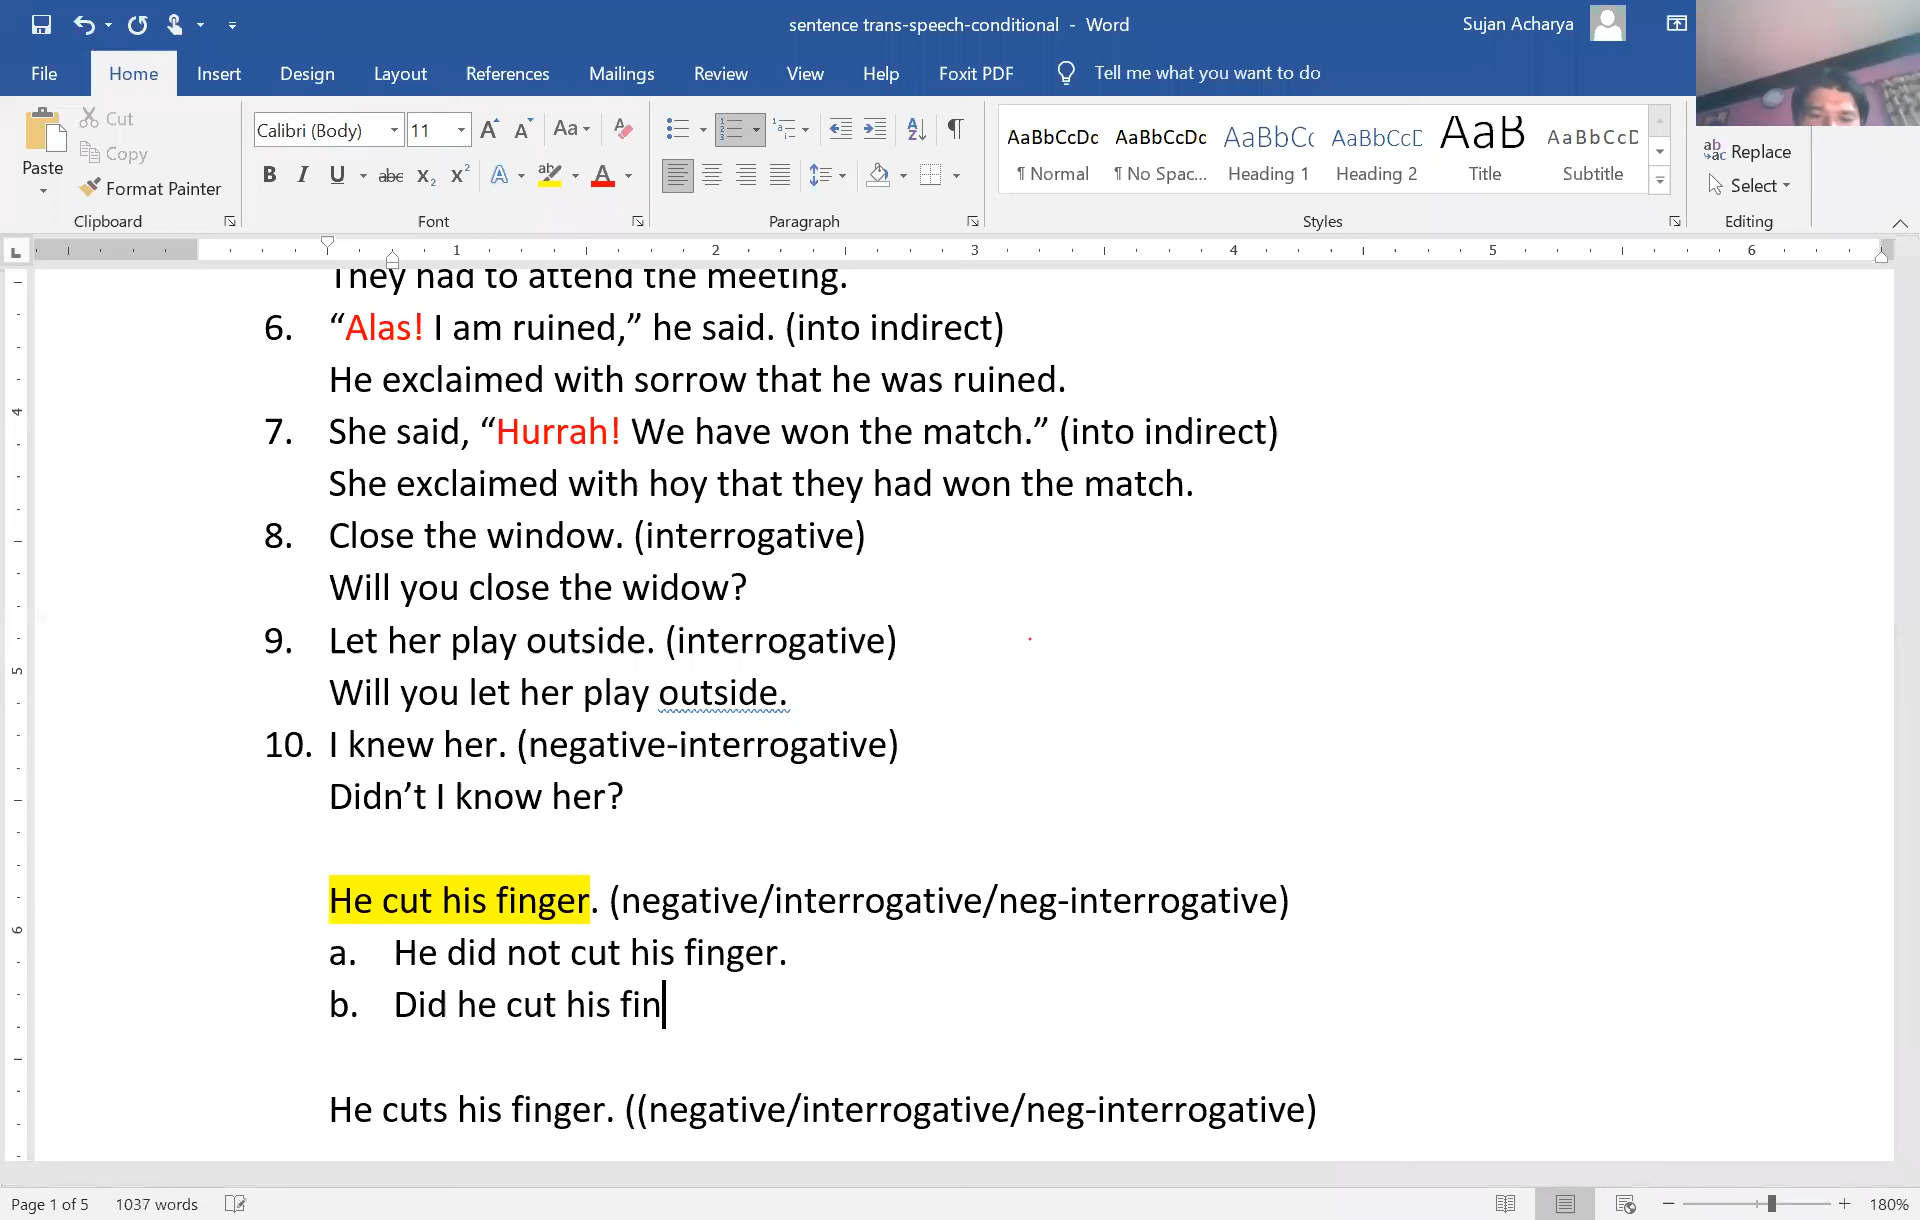 sentence trans-speech-conditional - Word
Sujan Acharya
File Home Insert Design Layout References Mailings Review View Help Foxit PDF Tell me what you want to do
Paste
Cut
Copy
Format Painter
Clipboard
Calibri (Body) 11
Font
Paragraph
AaBbCcDc AaBbCcDc AaBbC AaBbCcD AaB AaBbCcD
¶ Normal ¶ No Spac... Heading 1 Heading 2 Title Subtitle
Styles
Replace
Select
Editing
1 2 3 4 5 6
They had to attend the meeting.
6. “Alas! I am ruined,” he said. (into indirect)
He exclaimed with sorrow that he was ruined.
7. She said, “Hurrah! We have won the match.” (into indirect)
She exclaimed with hoy that they had won the match.
8. Close the window. (interrogative)
Will you close the widow?
9. Let her play outside. (interrogative)
Will you let her play outside.
10. I knew her. (negative-interrogative)
Didn’t I know her?
He cut his finger. (negative/interrogative/neg-interrogative)
a. He did not cut his finger.
b. Did he cut his fin
He cuts his finger. ((negative/interrogative/neg-interrogative)
Page 1 of 5 1037 words 180%